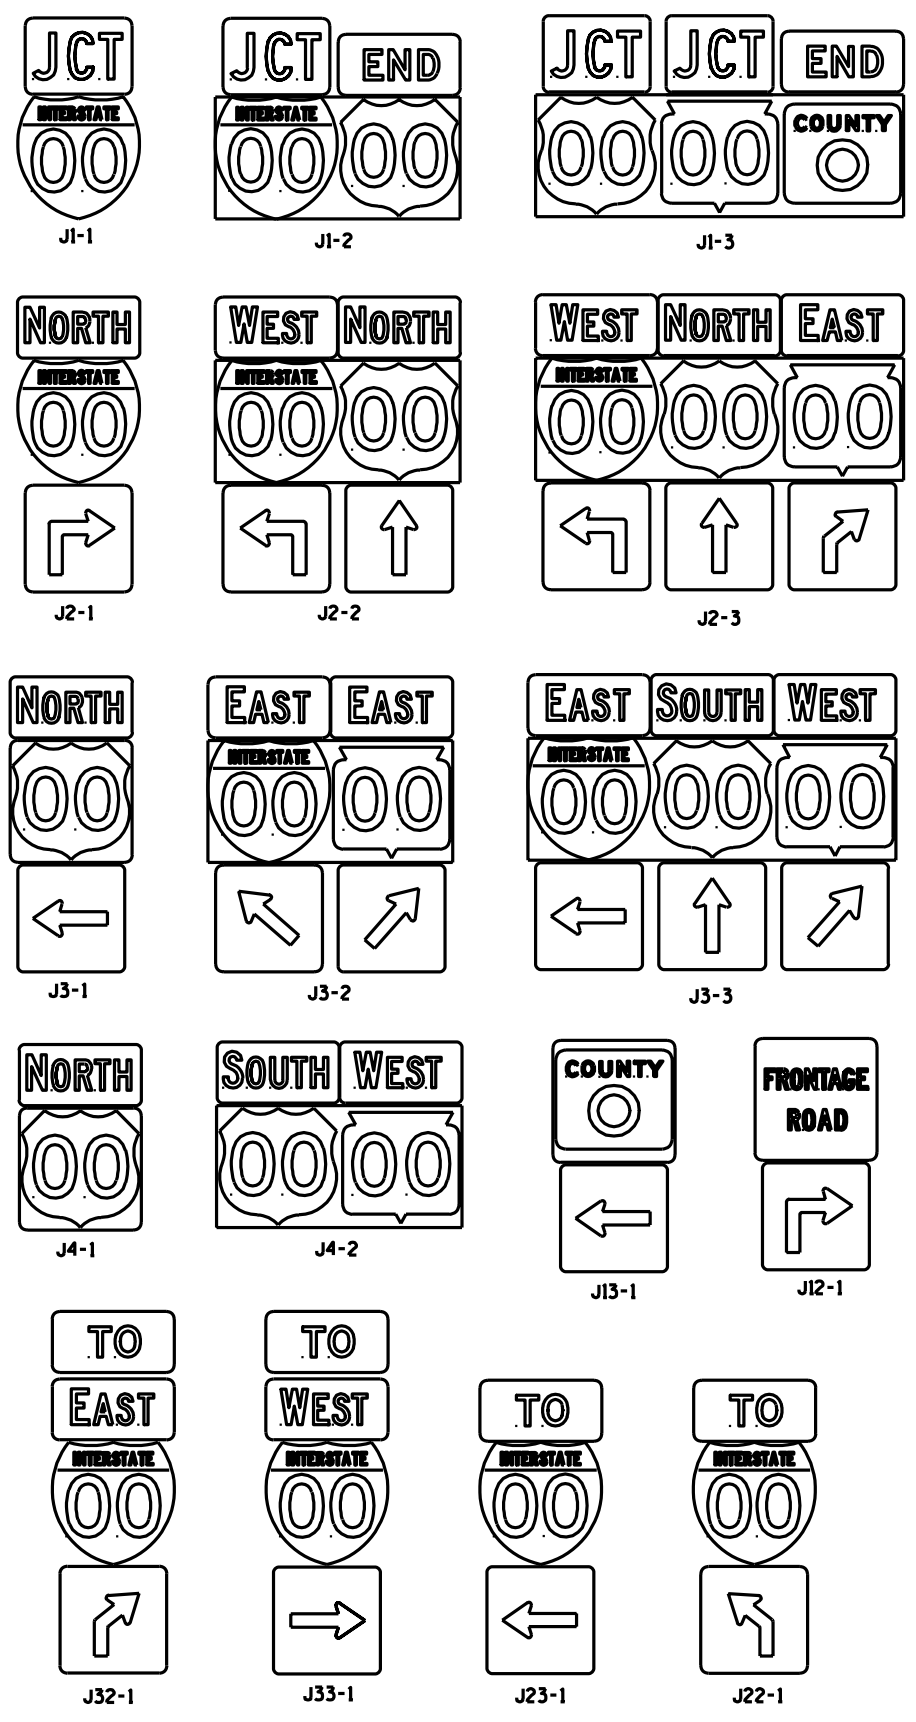 JCT JCT END JCT JCT END
INTERSTATE INTERSTATE COUNTY
00 00 00 00 00 0
J1-1 J1-2 J1-3
NORTH WEST NORTH WEST NORTH EAST
INTERSTATE INTERSTATE INTERSTATE
00 00 00 00 00 00
J2-1 J2-2 J2-3
NORTH EAST EAST EAST SOUTH WEST
INTERSTATE INTERSTATE
00 00 00 00 00 00
J3-1 J3-2 J3-3
NORTH SOUTH WEST COUNTY FRONTAGE
ROAD
00 00 00 0
J4-1 J4-2 J13-1 J12-1
TO TO
EAST WEST TO TO
INTERSTATE INTERSTATE INTERSTATE INTERSTATE
00 00 00 00
J32-1 J33-1 J23-1 J22-1